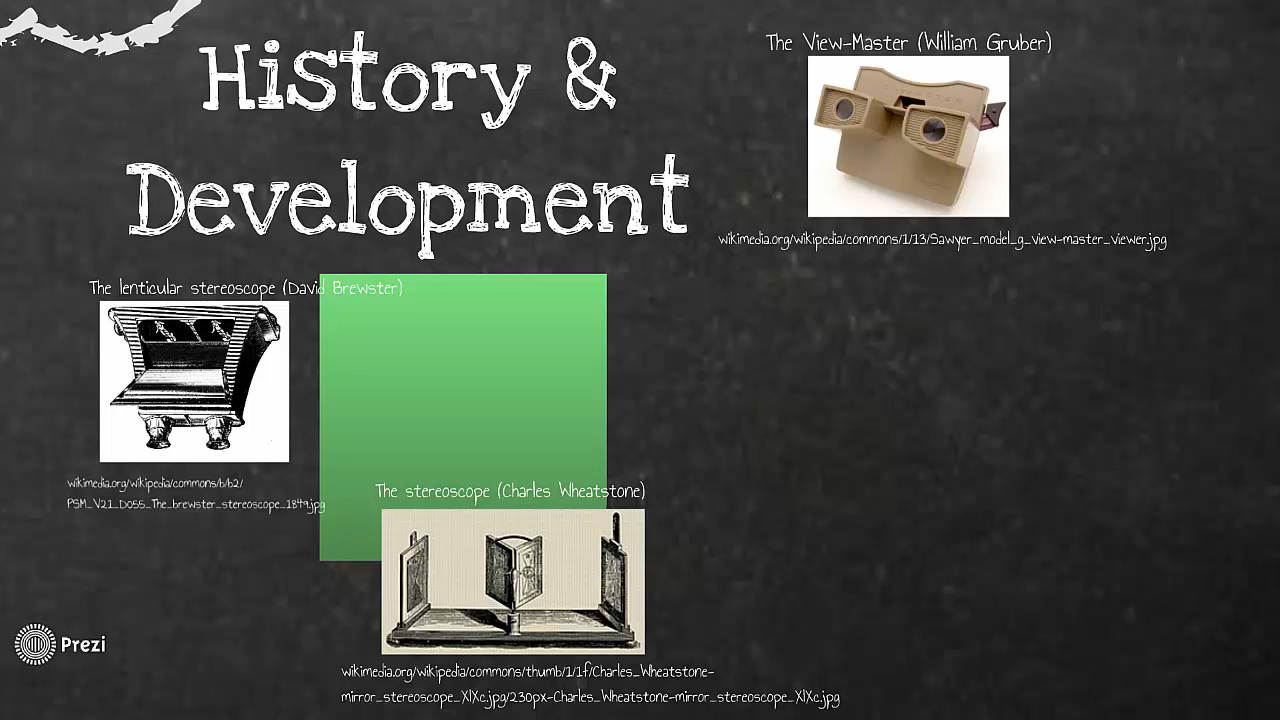 History &
Development
The View-Master (William Gruber)
wikimedia.org/wikipedia/commons/1/13/Sawyer_model_g_view-master_viewer.jpg
The lenticular stereoscope (David Brewster)
wikimedia.org/wikipedia/commons/b/b2/
PSM_V21_D055_The_brewster_stereoscope_1849.jpg
The stereoscope (Charles Wheatstone)
wikimedia.org/wikipedia/commons/thumb/1/1f/Charles_Wheatstone-
mirror_stereoscope_XIXc.jpg/230px-Charles_Wheatstone-mirror_stereoscope_XIXc.jpg
Prezi